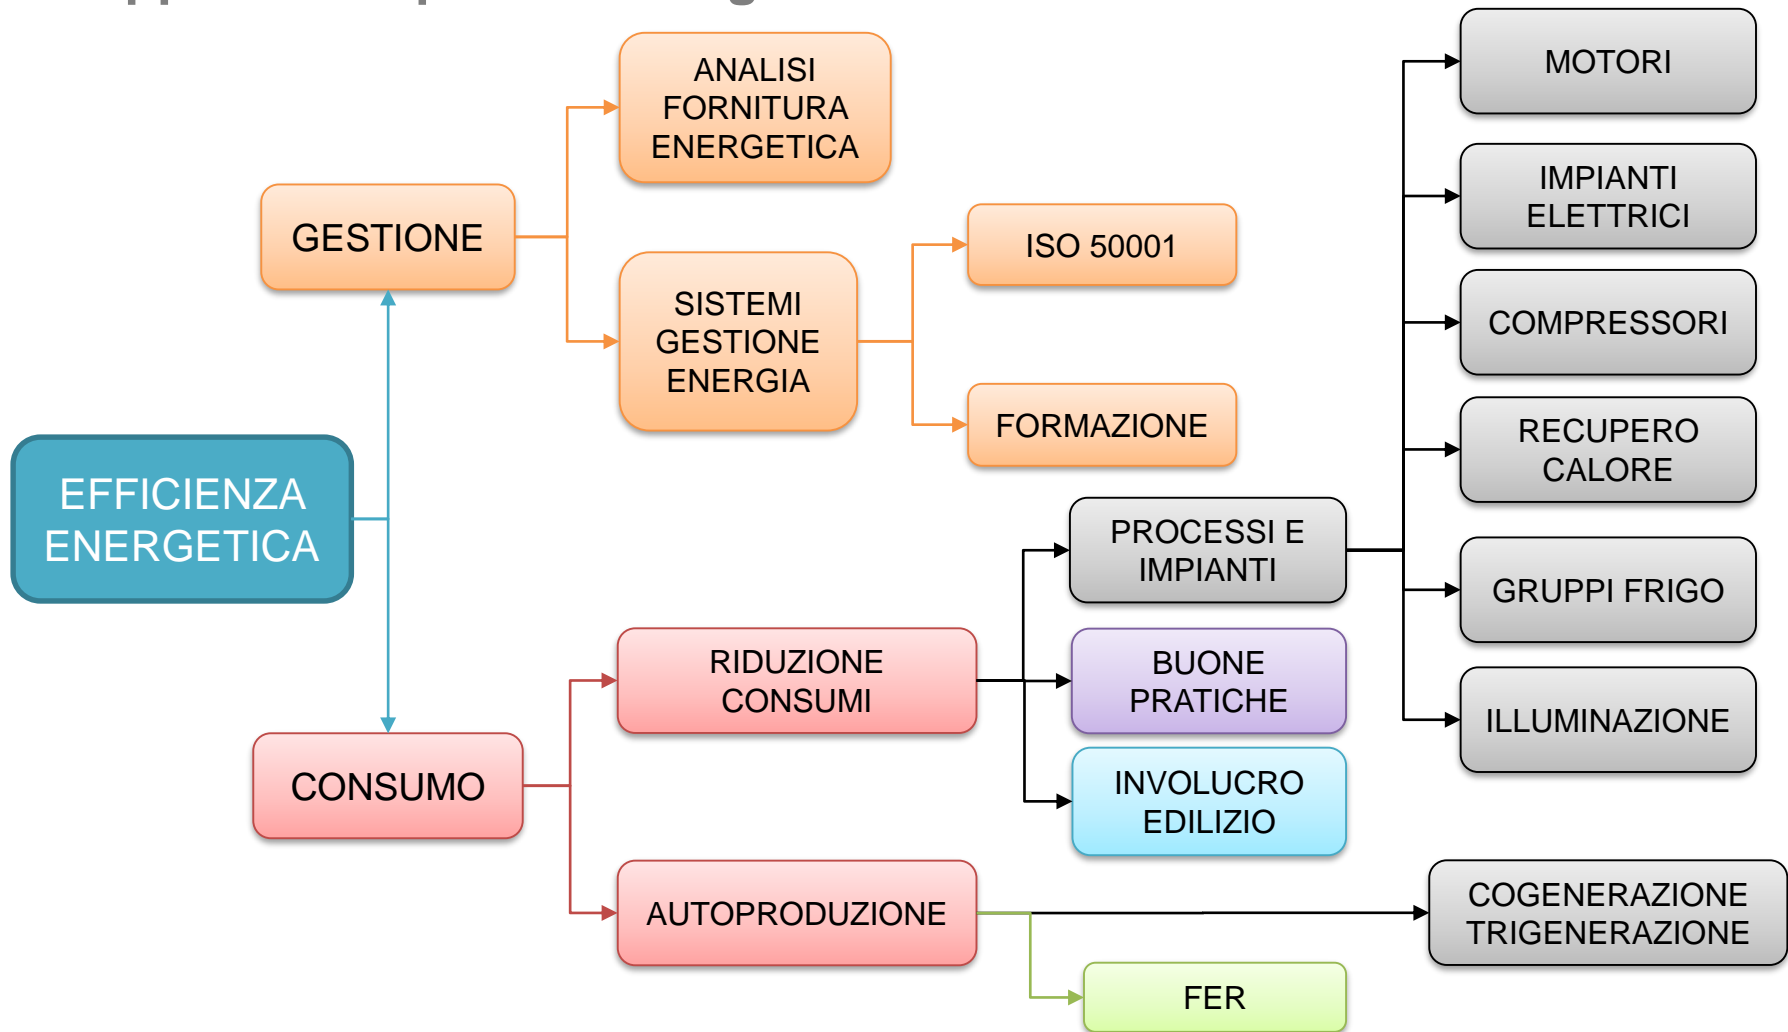 ANALISI
FORNITURA
ENERGETICA
GESTIONE
SISTEMI
GESTIONE
ENERGIA
ISO 50001
FORMAZIONE
EFFICIENZA
ENERGETICA
CONSUMO
RIDUZIONE
CONSUMI
AUTOPRODUZIONE
PROCESSI E
IMPIANTI
BUONE
PRATICHE
INVOLUCRO
EDILIZIO
FER
MOTORI
IMPIANTI
ELETTRICI
COMPRESSORI
RECUPERO
CALORE
GRUPPI FRIGO
ILLUMINAZIONE
COGENERAZIONE
TRIGENERAZIONE